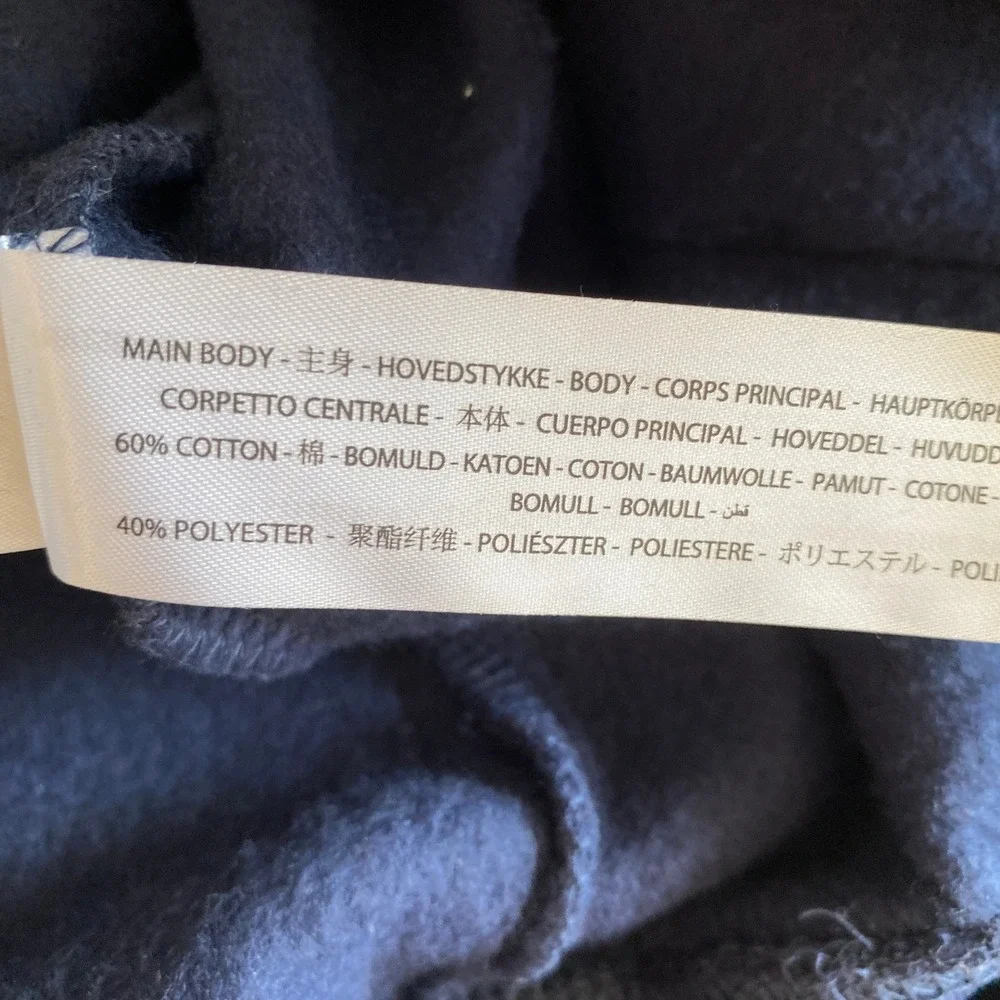 MAIN BODY - 主身 - HOVEDSTYKKE - BODY - CORPS PRINCIPAL -
CORPETTO CENTRALE - 本体 - CUERPO PRINCIPAL - HOVEDDEL -
60% COTTON - 棉 - BOMULD - KATOEN - COTON - BAUMWOLLE - PAMUT - COTONE -
BOMULL - BOMULL - قطن
40% POLYESTER - 聚酯纤维 - POLIÉSZTER - POLIESTERE - ポリエステル -